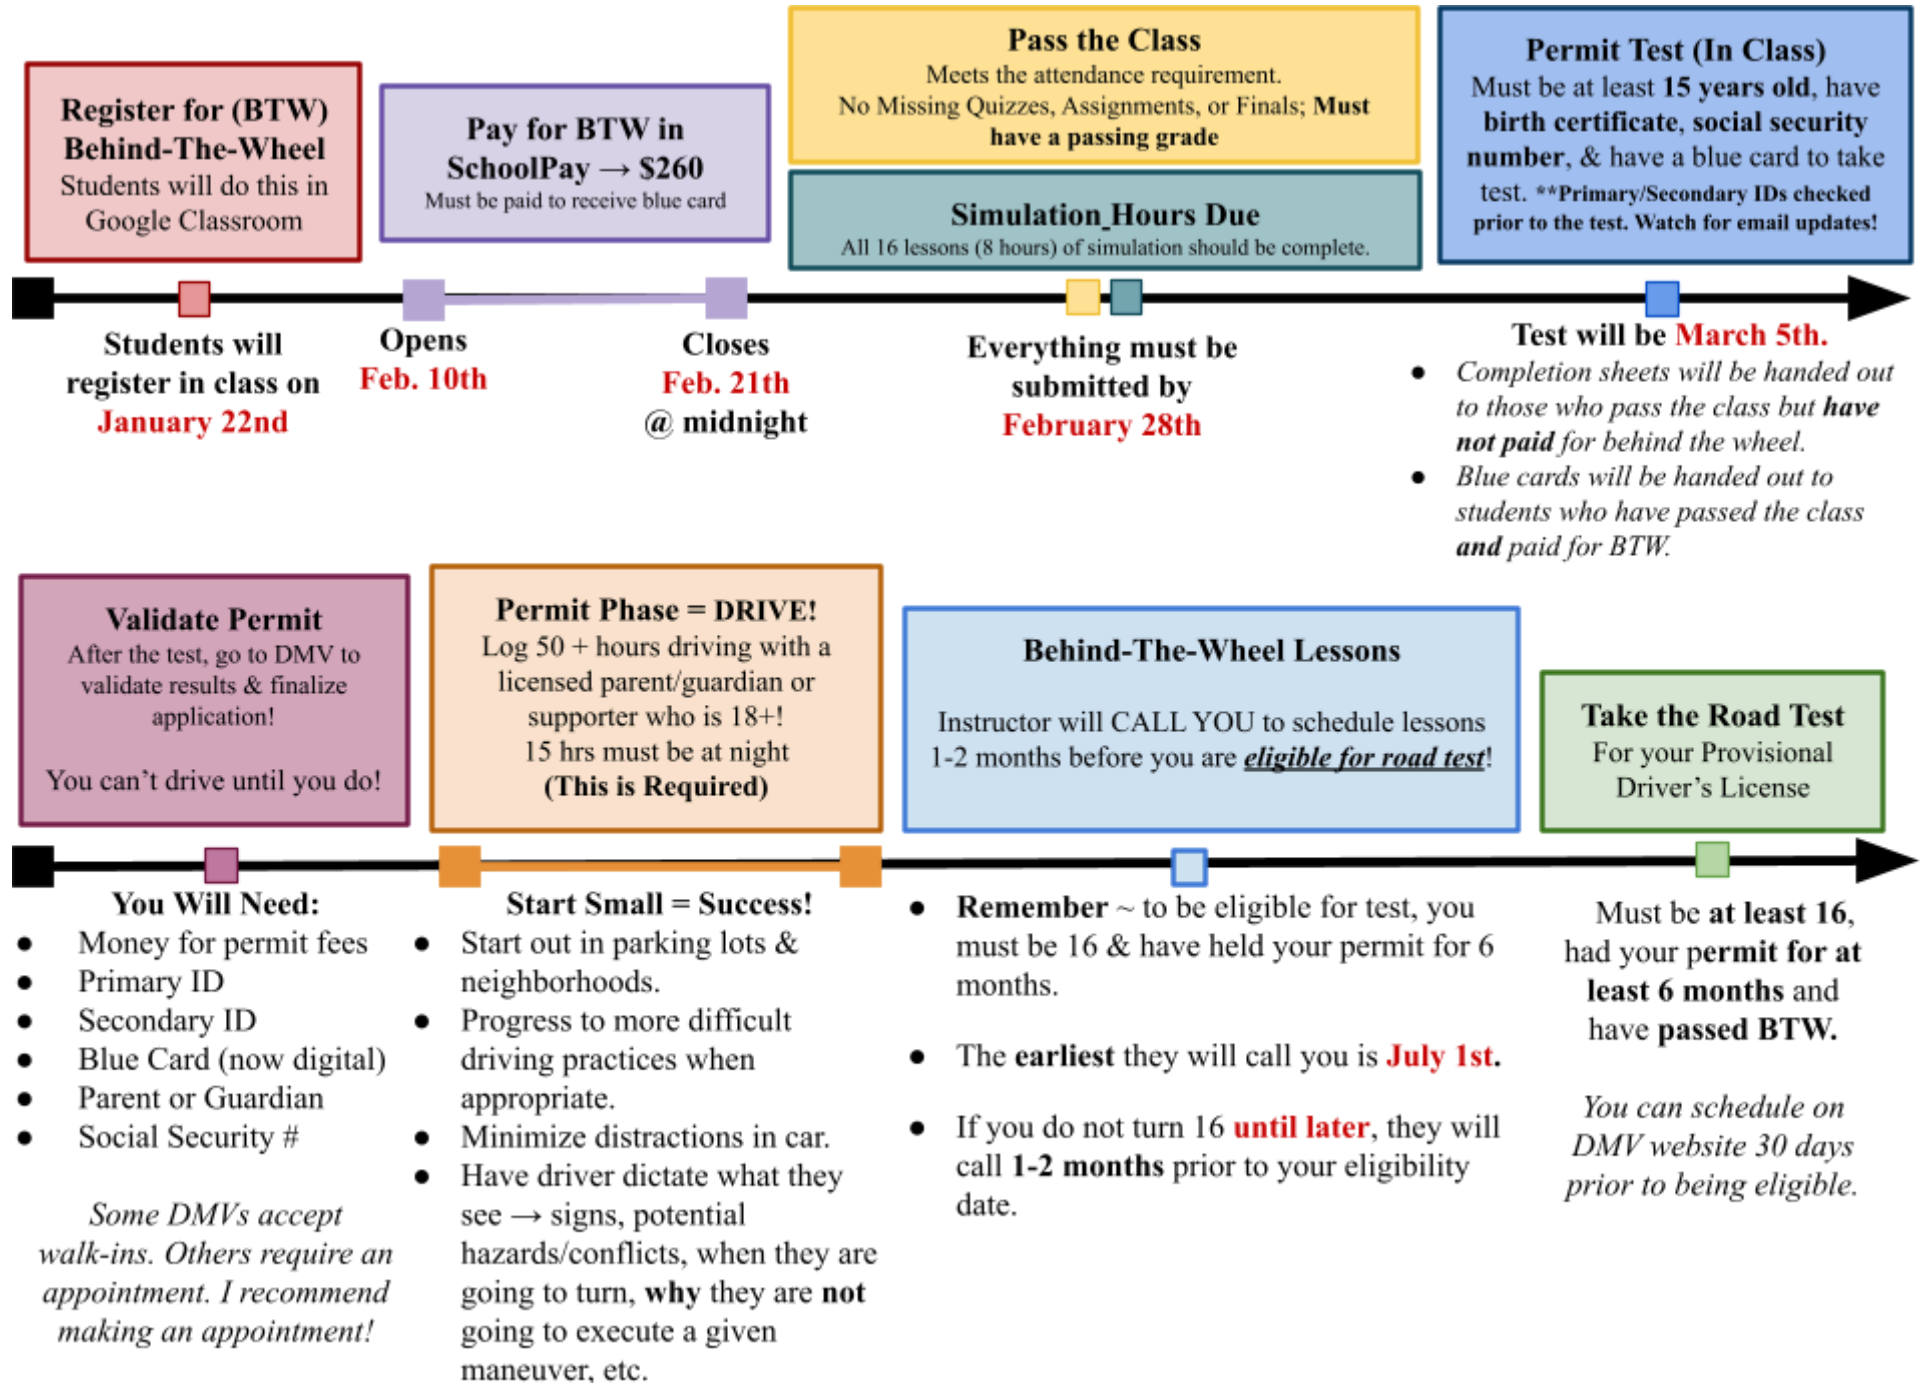 Register for (BTW)
Behind-The-Wheel
Students will do this in
Google Classroom
Pay for BTW in
SchoolPay → $260
Must be paid to receive blue card
Pass the Class
Meets the attendance requirement.
No Missing Quizzes, Assignments, or Finals; Must
have a passing grade
Simulation Hours Due
All 16 lessons (8 hours) of simulation should be complete.
Permit Test (In Class)
Must be at least 15 years old, have
birth certificate, social security
number, & have a blue card to take
test. **Primary/Secondary IDs checked
prior to the test. Watch for email updates!
Students will
register in class on
January 22nd
Opens
Feb. 10th
Closes
Feb. 21th
@ midnight
Everything must be
submitted by
February 28th
Test will be March 5th.
● Completion sheets will be handed out
to those who pass the class but have
not paid for behind the wheel.
● Blue cards will be handed out to
students who have passed the class
and paid for BTW.
Validate Permit
After the test, go to DMV to
validate results & finalize
application!
You can't drive until you do!
Permit Phase = DRIVE!
Log 50 + hours driving with a
licensed parent/guardian or
supporter who is 18+!
15 hrs must be at night
(This is Required)
Behind-The-Wheel Lessons
Instructor will CALL YOU to schedule lessons
1-2 months before you are eligible for road test!
Take the Road Test
For your Provisional
Driver's License
You Will Need:
● Money for permit fees
● Primary ID
● Secondary ID
● Blue Card (now digital)
● Parent or Guardian
● Social Security #
Some DMVs accept
walk-ins. Others require an
appointment. I recommend
making an appointment!
Start Small = Success!
● Start out in parking lots &
neighborhoods.
● Progress to more difficult
driving practices when
appropriate.
● Minimize distractions in car.
● Have driver dictate what they
see → signs, potential
hazards/conflicts, when they are
going to turn, why they are not
going to execute a given
maneuver, etc.
● Remember ~ to be eligible for test, you
must be 16 & have held your permit for 6
months.
● The earliest they will call you is July 1st.
● If you do not turn 16 until later, they will
call 1-2 months prior to your eligibility
date.
Must be at least 16,
had your permit for at
least 6 months and
have passed BTW.
You can schedule on
DMV website 30 days
prior to being eligible.